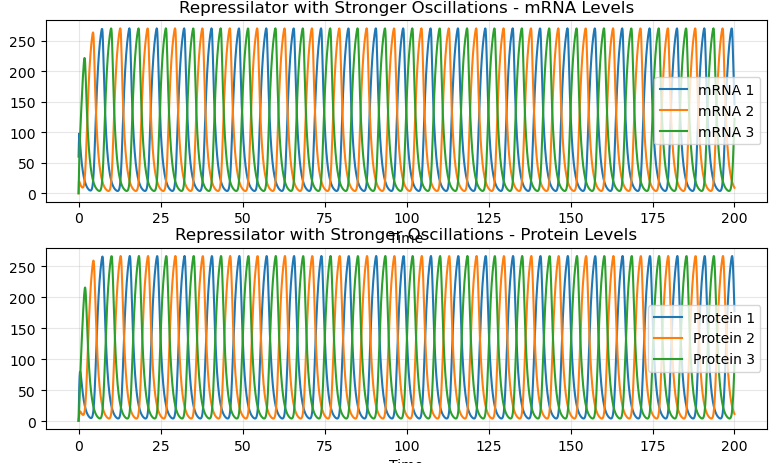 Repressilator with Stronger Oscillations - mRNA Levels
250
200
150
100
50
0
mRNA 1
mRNA 2
mRNA 3
0 25 50 75 100 125 150 175 200
Time
Repressilator with Stronger Oscillations - Protein Levels
250
200
150
100
50
0
Protein 1
Protein 2
Protein 3
0 25 50 75 100 125 150 175 200
Time